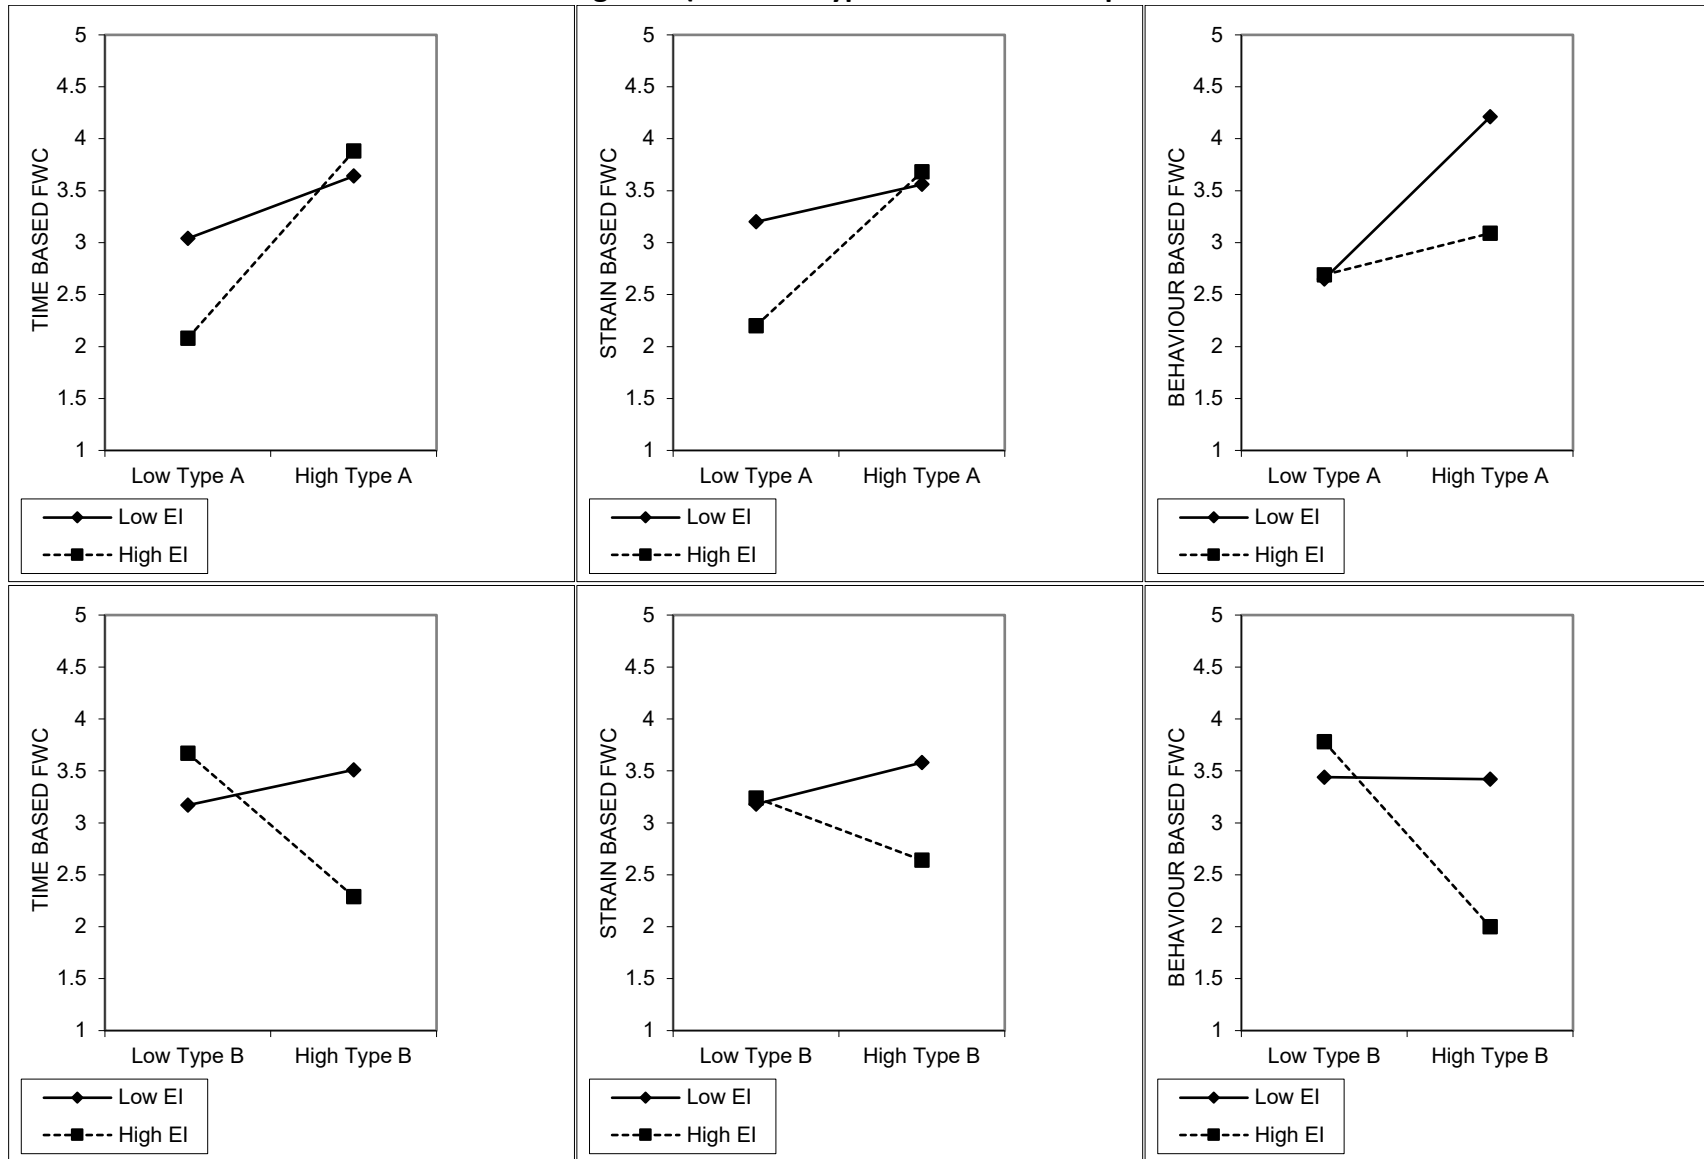 5
4.5
4
3.5
3
2.5
2
1.5
1
TIME BASED FWC
Low Type A High Type A
Low EI
High EI
5
4.5
4
3.5
3
2.5
2
1.5
1
STRAIN BASED FWC
Low Type A High Type A
Low EI
High EI
5
4.5
4
3.5
3
2.5
2
1.5
1
BEHAVIOUR BASED FWC
Low Type A High Type A
Low EI
High EI
5
4.5
4
3.5
3
2.5
2
1.5
1
TIME BASED FWC
Low Type B High Type B
Low EI
High EI
5
4.5
4
3.5
3
2.5
2
1.5
1
STRAIN BASED FWC
Low Type B High Type B
Low EI
High EI
5
4.5
4
3.5
3
2.5
2
1.5
1
BEHAVIOUR BASED FWC
Low Type B High Type B
Low EI
High EI